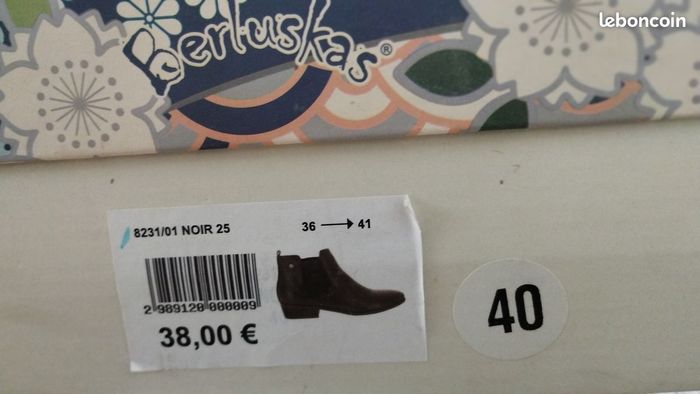 leboncoin
Berluskas®
8231/01 NOIR 25
36 → 41
2 989120 000009
38,00 €
40